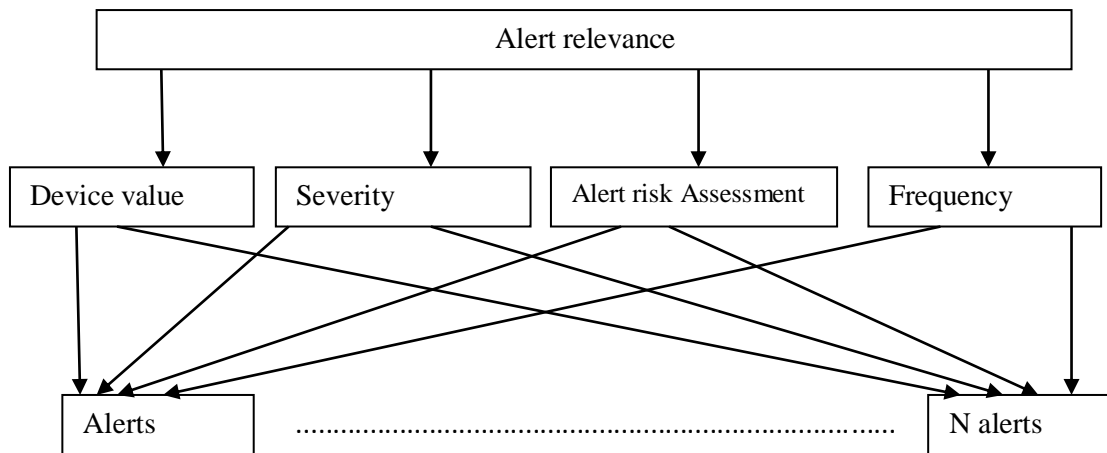 Alert relevance
Device value
Severity
Alert risk Assessment
Frequency
Alerts
................................................................................
N alerts